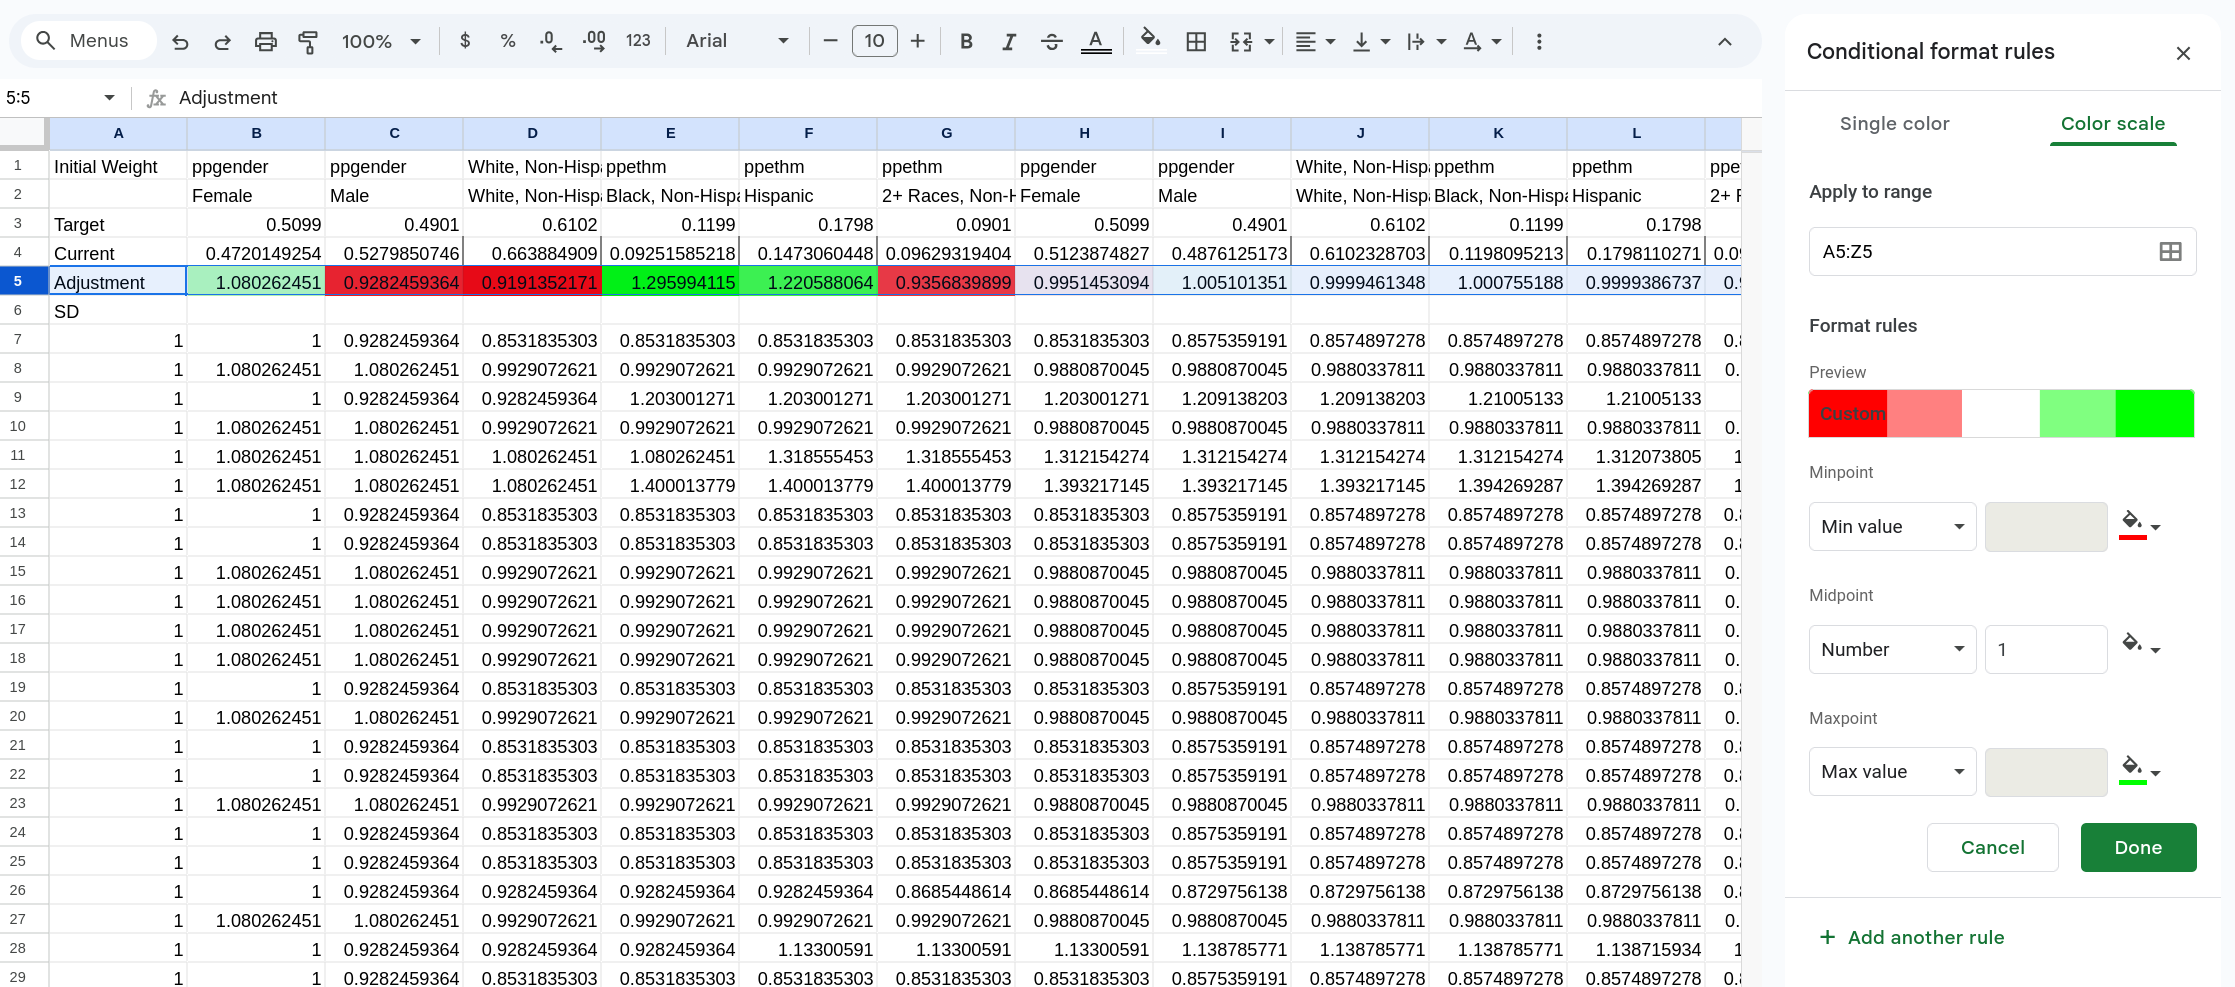 Menus 100% $ % .0 .00 123 Arial 10 B I A A
Conditional format rules
5:5 fx Adjustment
Single color Color scale
A B C D E F G H I J K L
1 Initial Weight ppgender ppgender White, Non-Hispa ppethm ppethm ppethm ppgender ppgender White, Non-Hispa ppethm ppethm ppe
2 Female Male White, Non-Hispa Black, Non-Hispa Hispanic 2+ Races, Non-H Female Male White, Non-Hispa Black, Non-Hispa Hispanic 2+ F
3 Target 0.5099 0.4901 0.6102 0.1199 0.1798 0.0901 0.5099 0.4901 0.6102 0.1199 0.1798
4 Current 0.4720149254 0.5279850746 0.663884909 0.09251585218 0.1473060448 0.09629319404 0.5123874827 0.4876125173 0.6102328703 0.1198095213 0.1798110271 0.09
5 Adjustment 1.080262451 0.9282459364 0.9191352171 1.295994115 1.220588064 0.9356839899 0.9951453094 1.005101351 0.9999461348 1.000755188 0.9999386737 0.9
6 SD
7 1 1 0.9282459364 0.8531835303 0.8531835303 0.8531835303 0.8531835303 0.8531835303 0.8575359191 0.8574897278 0.8574897278 0.8574897278 0.8
8 1 1.080262451 1.080262451 0.9929072621 0.9929072621 0.9929072621 0.9929072621 0.9880870045 0.9880870045 0.9880337811 0.9880337811 0.9880337811 0.
9 1 1 0.9282459364 0.9282459364 1.203001271 1.203001271 1.203001271 1.203001271 1.209138203 1.209138203 1.21005133 1.21005133
10 1 1.080262451 1.080262451 0.9929072621 0.9929072621 0.9929072621 0.9929072621 0.9880870045 0.9880870045 0.9880337811 0.9880337811 0.9880337811 0.
11 1 1.080262451 1.080262451 1.080262451 1.080262451 1.318555453 1.318555453 1.312154274 1.312154274 1.312154274 1.312154274 1.312073805 1
12 1 1.080262451 1.080262451 1.080262451 1.400013779 1.400013779 1.400013779 1.393217145 1.393217145 1.393217145 1.394269287 1.394269287 1
13 1 1 0.9282459364 0.8531835303 0.8531835303 0.8531835303 0.8531835303 0.8531835303 0.8575359191 0.8574897278 0.8574897278 0.8574897278 0.8
14 1 1 0.9282459364 0.8531835303 0.8531835303 0.8531835303 0.8531835303 0.8531835303 0.8575359191 0.8574897278 0.8574897278 0.8574897278 0.8
15 1 1.080262451 1.080262451 0.9929072621 0.9929072621 0.9929072621 0.9929072621 0.9880870045 0.9880870045 0.9880337811 0.9880337811 0.9880337811 0.
16 1 1.080262451 1.080262451 0.9929072621 0.9929072621 0.9929072621 0.9929072621 0.9880870045 0.9880870045 0.9880337811 0.9880337811 0.9880337811 0.
17 1 1.080262451 1.080262451 0.9929072621 0.9929072621 0.9929072621 0.9929072621 0.9880870045 0.9880870045 0.9880337811 0.9880337811 0.9880337811 0.
18 1 1.080262451 1.080262451 0.9929072621 0.9929072621 0.9929072621 0.9929072621 0.9880870045 0.9880870045 0.9880337811 0.9880337811 0.9880337811 0.
19 1 1 0.9282459364 0.8531835303 0.8531835303 0.8531835303 0.8531835303 0.8531835303 0.8575359191 0.8574897278 0.8574897278 0.8574897278 0.8
20 1 1.080262451 1.080262451 0.9929072621 0.9929072621 0.9929072621 0.9929072621 0.9880870045 0.9880870045 0.9880337811 0.9880337811 0.9880337811 0.
21 1 1 0.9282459364 0.8531835303 0.8531835303 0.8531835303 0.8531835303 0.8531835303 0.8575359191 0.8574897278 0.8574897278 0.8574897278 0.8
22 1 1 0.9282459364 0.8531835303 0.8531835303 0.8531835303 0.8531835303 0.8531835303 0.8575359191 0.8574897278 0.8574897278 0.8574897278 0.8
23 1 1.080262451 1.080262451 0.9929072621 0.9929072621 0.9929072621 0.9929072621 0.9880870045 0.9880870045 0.9880337811 0.9880337811 0.9880337811 0.
24 1 1 0.9282459364 0.8531835303 0.8531835303 0.8531835303 0.8531835303 0.8531835303 0.8575359191 0.8574897278 0.8574897278 0.8574897278 0.8
25 1 1 0.9282459364 0.8531835303 0.8531835303 0.8531835303 0.8531835303 0.8531835303 0.8575359191 0.8574897278 0.8574897278 0.8574897278 0.8
26 1 1 0.9282459364 0.9282459364 0.9282459364 0.9282459364 0.8685448614 0.8685448614 0.8729756138 0.8729756138 0.8729756138 0.8729756138 0.8
27 1 1.080262451 1.080262451 0.9929072621 0.9929072621 0.9929072621 0.9929072621 0.9880870045 0.9880870045 0.9880337811 0.9880337811 0.9880337811 0.
28 1 1 0.9282459364 0.9282459364 0.9282459364 1.13300591 1.13300591 1.13300591 1.138785771 1.138785771 1.138785771 1.138715934 1
29 1 1 0.9282459364 0.8531835303 0.8531835303 0.8531835303 0.8531835303 0.8531835303 0.8575359191 0.8574897278 0.8574897278 0.8574897278 0.8
Apply to range
A5:Z5
Format rules
Preview
Custom
Minpoint
Min value
Midpoint
Number 1
Maxpoint
Max value
Cancel Done
+ Add another rule